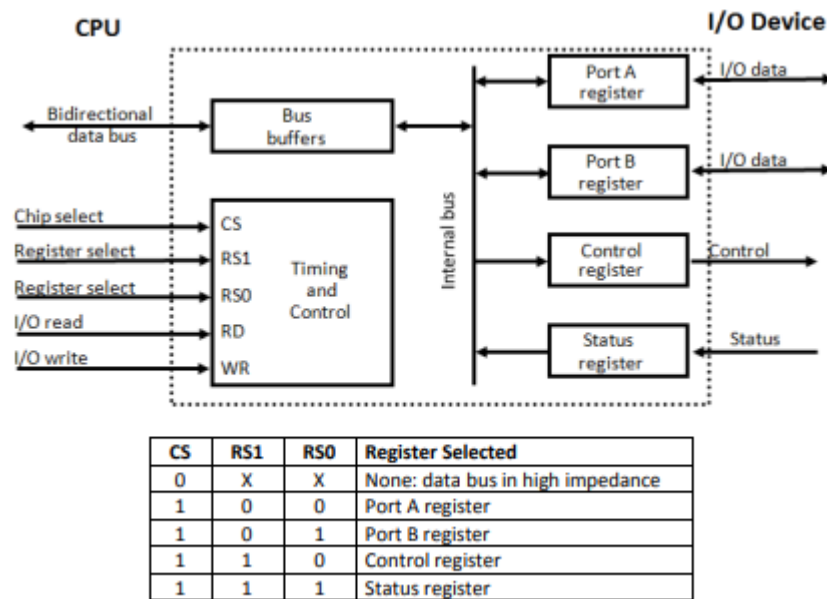 CPU
I/O Device
Bidirectional
data bus
Bus
buffers
Port A
register
I/O data
Port B
register
I/O data
Internal bus
Chip select
Register select
Register select
I/O read
I/O write
CS
RS1
RS0
RD
WR
Timing
and
Control
Control
register
Control
Status
register
Status
CS RS1 RS0 Register Selected
0 X X None: data bus in high impedance
1 0 0 Port A register
1 0 1 Port B register
1 1 0 Control register
1 1 1 Status register